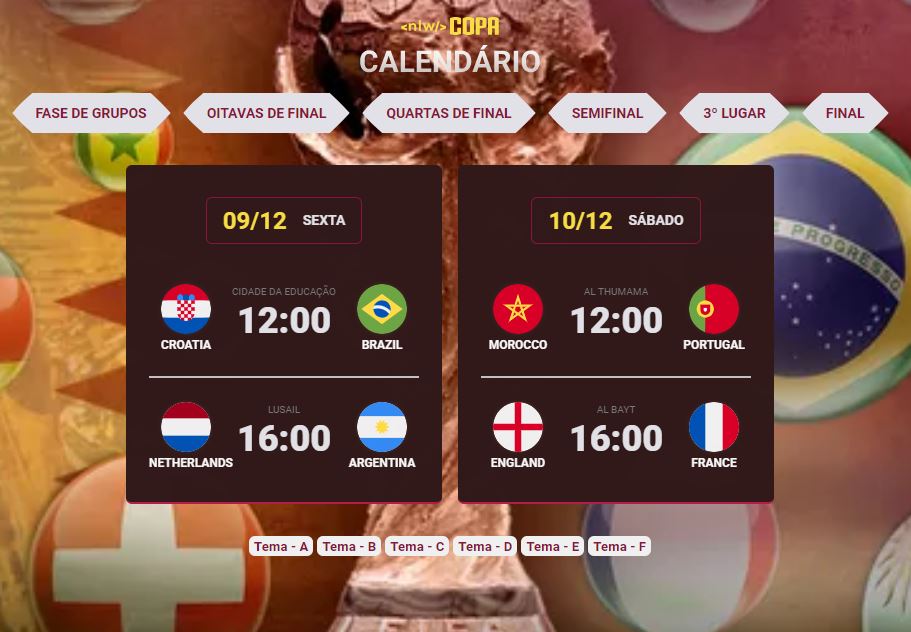 <nlw/> COPA
CALENDÁRIO
FASE DE GRUPOS
OITAVAS DE FINAL
QUARTAS DE FINAL
SEMIFINAL
3º LUGAR
FINAL
09/12 SEXTA
CIDADE DA EDUCAÇÃO
12:00
CROATIA
BRAZIL
LUSAIL
16:00
NETHERLANDS
ARGENTINA
10/12 SÁBADO
AL THUMAMA
12:00
MOROCCO
PORTUGAL
AL BAYT
16:00
ENGLAND
FRANCE
PROGRESSO
Tema - A
Tema - B
Tema - C
Tema - D
Tema - E
Tema - F